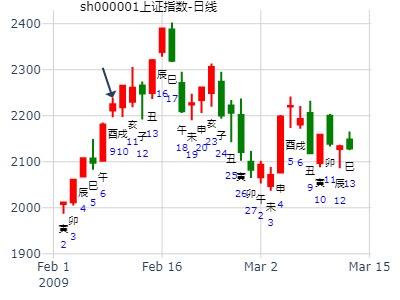 sh000001上证指数-日线
2400
2300
2200
2100
2000
1900
寅 2
卯 3
辰 4
巳 5
午 6
酉 9
戌 10
亥 11
子 12
丑 13
辰 16
巳 17
午 18
未 19
申 20
亥 23
子 24
丑 25
寅 26
卯 27
午 2
未 3
申 4
酉 5
戌 6
丑 9
寅 10
卯 11
辰 12
巳 13
Feb 1
2009
Feb 16
Mar 2
Mar 15